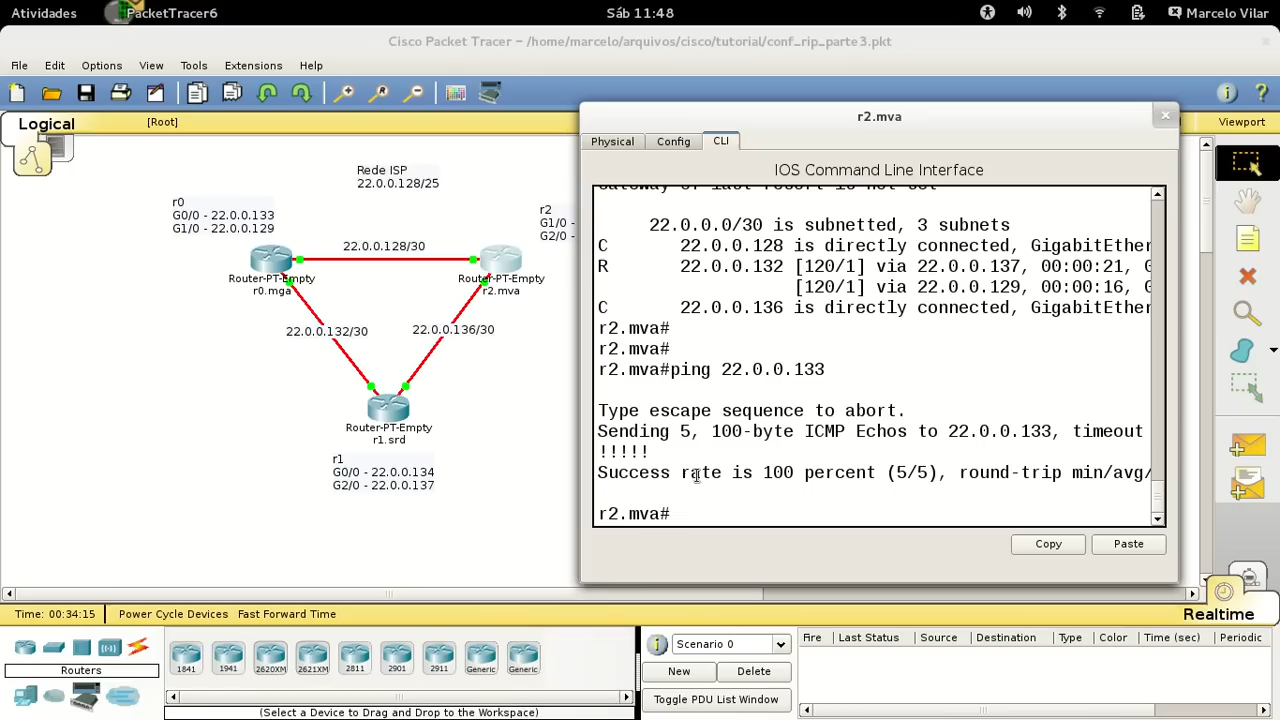 Atividades
PacketTracer6
Sáb 11:48
Marcelo Vilar
Cisco Packet Tracer – /home/marcelo/arquivos/cisco/tutorial/conf_rip_parte3.pkt
File Edit Options View Tools Extensions Help
Logical
[Root]
Viewport
Rede ISP
22.0.0.128/25
r0
G0/0 - 22.0.0.133
G1/0 - 22.0.0.129
r2
G1/0 -
G2/0 -
22.0.0.128/30
Router-PT-Empty
r0.mga
Router-PT-Empty
r2.mva
22.0.0.132/30
22.0.0.136/30
Router-PT-Empty
r1.srd
r1
G0/0 - 22.0.0.134
G2/0 - 22.0.0.137
r2.mva
Physical Config CLI
IOS Command Line Interface
Gateway of last resort is not set
22.0.0.0/30 is subnetted, 3 subnets
C 22.0.0.128 is directly connected, GigabitEther
R 22.0.0.132 [120/1] via 22.0.0.137, 00:00:21, G
[120/1] via 22.0.0.129, 00:00:16, G
C 22.0.0.136 is directly connected, GigabitEther
r2.mva#
r2.mva#
r2.mva#ping 22.0.0.133
Type escape sequence to abort.
Sending 5, 100-byte ICMP Echos to 22.0.0.133, timeout
!!!!!
Success rate is 100 percent (5/5), round-trip min/avg/
r2.mva#
Copy
Paste
Time: 00:34:15
Power Cycle Devices Fast Forward Time
Realtime
Routers
1841
1941
2620XM
2621XM
2811
2901
2911
Generic
Generic
(Select a Device to Drag and Drop to the Workspace)
Scenario 0
New
Delete
Toggle PDU List Window
Fire Last Status Source Destination Type Color Time (sec) Periodic